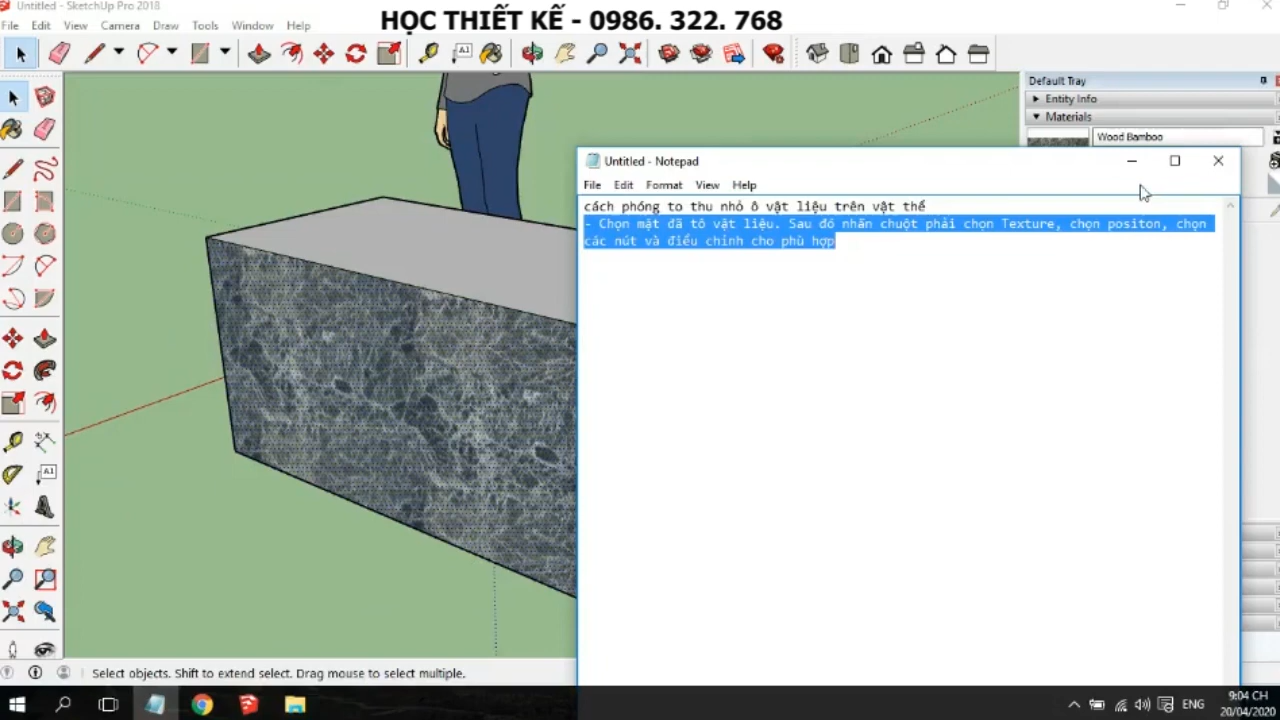 Untitled - SketchUp Pro 2018
HỌC THIẾT KẾ - 0986. 322. 768
File Edit View Camera Draw Tools Window Help
A1
Default Tray
Entity Info
Materials
Wood Bamboo
Untitled - Notepad
File Edit Format View Help
cách phóng to thu nhỏ ô vật liệu trên vật thể
- Chọn mặt đã tô vật liệu. Sau đó nhấn chuột phải chọn Texture, chọn positon, chọn
các nút và điều chỉnh cho phù hợp
A1
Select objects. Shift to extend select. Drag mouse to select multiple.
ENG
9:04 CH
20/04/2020